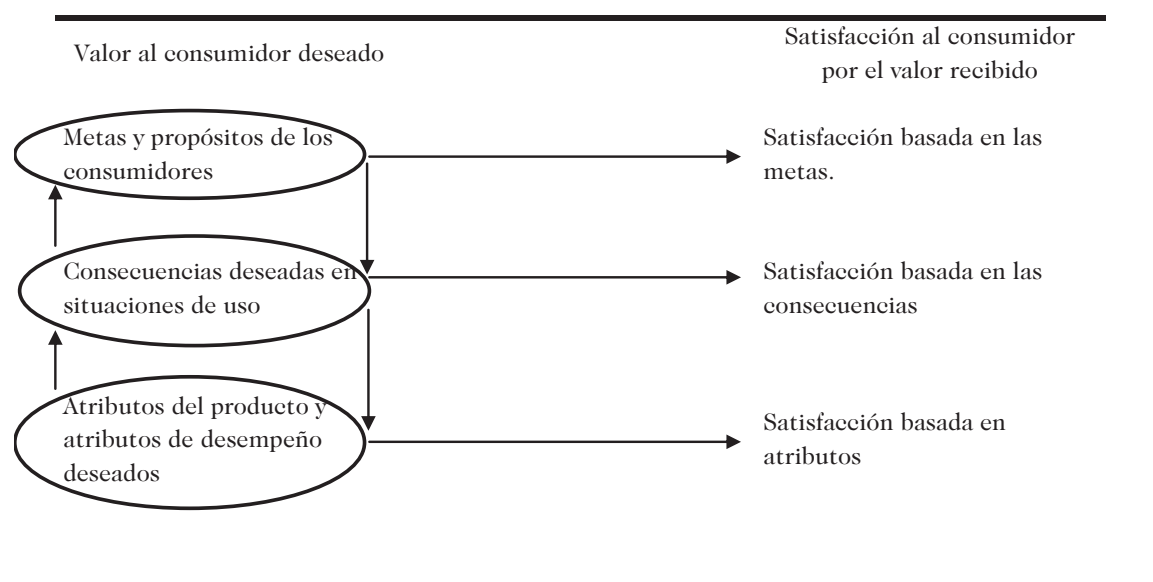 Valor al consumidor deseado
Satisfacción al consumidor
por el valor recibido
Metas y propósitos de los
consumidores
Satisfacción basada en las
metas.
Consecuencias deseadas en
situaciones de uso
Satisfacción basada en las
consecuencias
Atributos del producto y
atributos de desempeño
deseados
Satisfacción basada en
atributos